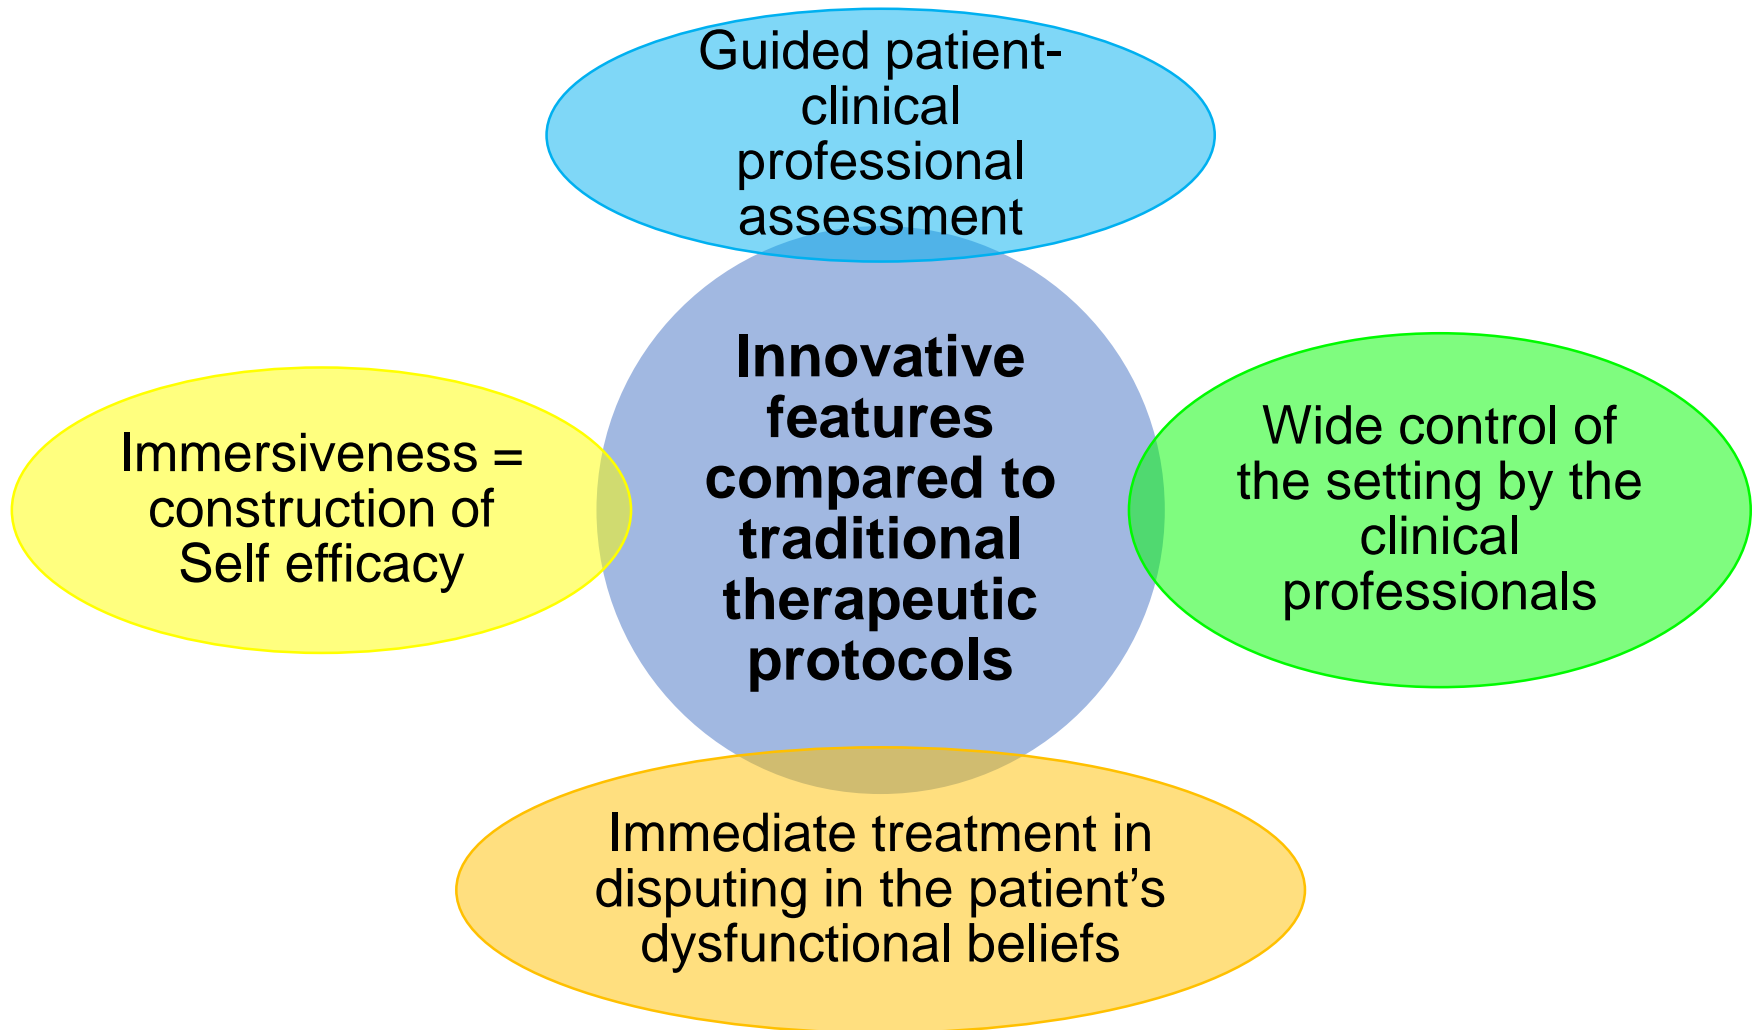 Guided patient-
clinical
professional
assessment
Innovative
features
compared to
traditional
therapeutic
protocols
Immersiveness =
construction of
Self efficacy
Wide control of
the setting by the
clinical
professionals
Immediate treatment in
disputing in the patient’s
dysfunctional beliefs